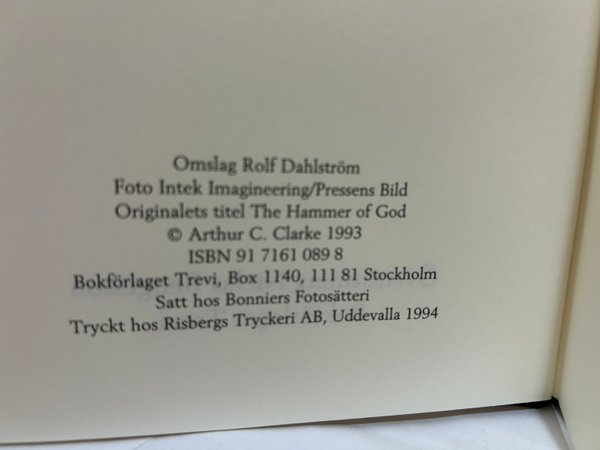 Omslag Rolf Dahlström
Foto Intek Imagineering/Pressens Bild
Originalets titel The Hammer of God
© Arthur C. Clarke 1993
ISBN 91 7161 089 8
Bokförlaget Trevi, Box 1140, 111 81 Stockholm
Satt hos Bonniers Fotosätteri
Tryckt hos Risbergs Tryckeri AB, Uddevalla 1994